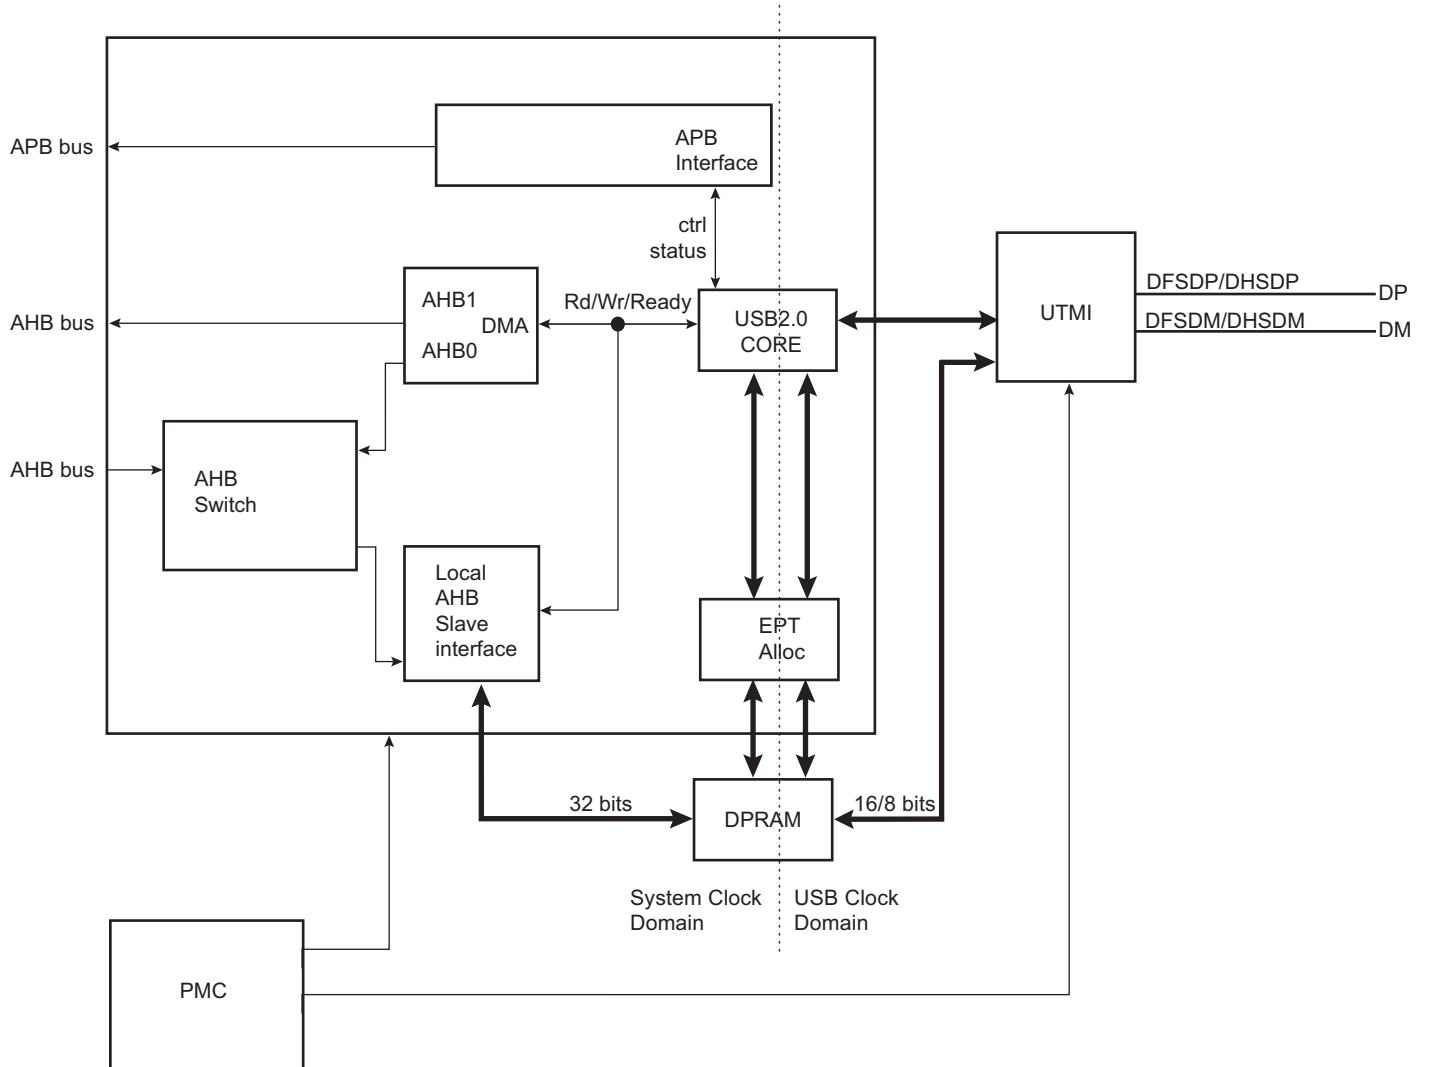 APB bus
APB
Interface
ctrl
status
AHB bus
AHB1
DMA
AHB0
Rd/Wr/Ready
USB2.0
CORE
UTMI
DFSDP/DHSDP
DP
DFSDM/DHSDM
DM
AHB bus
AHB
Switch
Local
AHB
Slave
interface
EPT
Alloc
32 bits
DPRAM
16/8 bits
System Clock
Domain
USB Clock
Domain
PMC